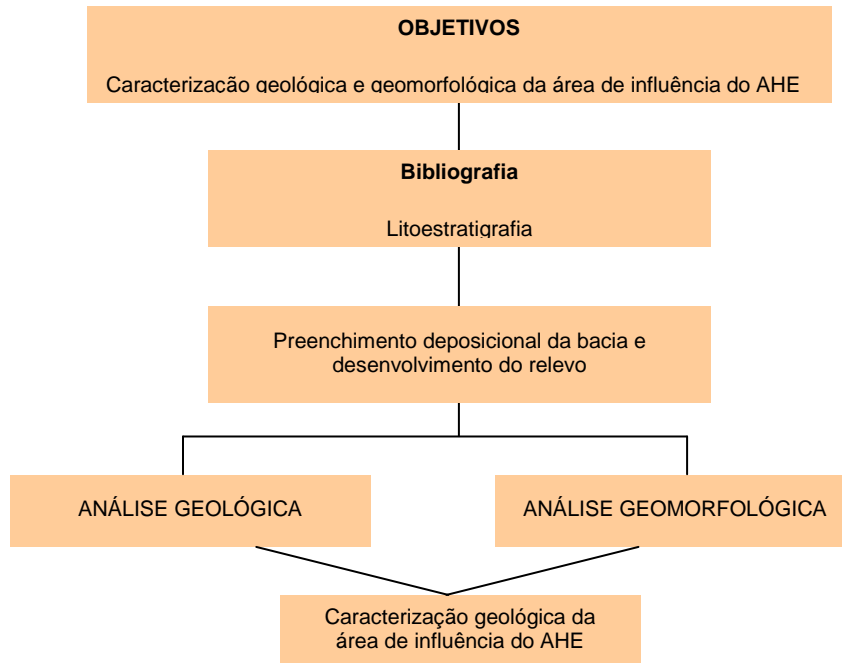 OBJETIVOS
Caracterização geológica e geomorfológica da área de influência do AHE
Bibliografia
Litoestratigrafia
Preenchimento deposicional da bacia e
desenvolvimento do relevo
ANÁLISE GEOLÓGICA
ANÁLISE GEOMORFOLÓGICA
Caracterização geológica da
área de influência do AHE